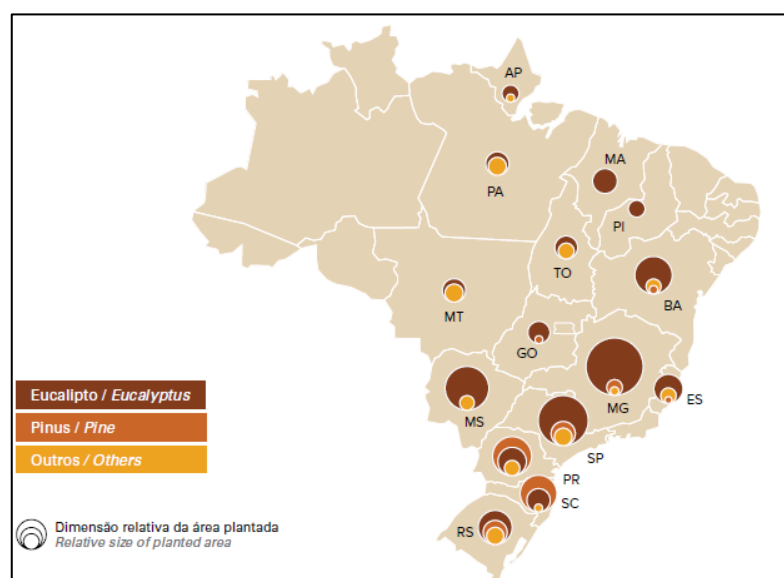 AP
PA
MA
PI
TO
MT
BA
GO
MG
ES
MS
SP
PR
SC
RS
Eucalipto / Eucalyptus
Pinus / Pine
Outros / Others
Dimensão relativa da área plantada
Relative size of planted area